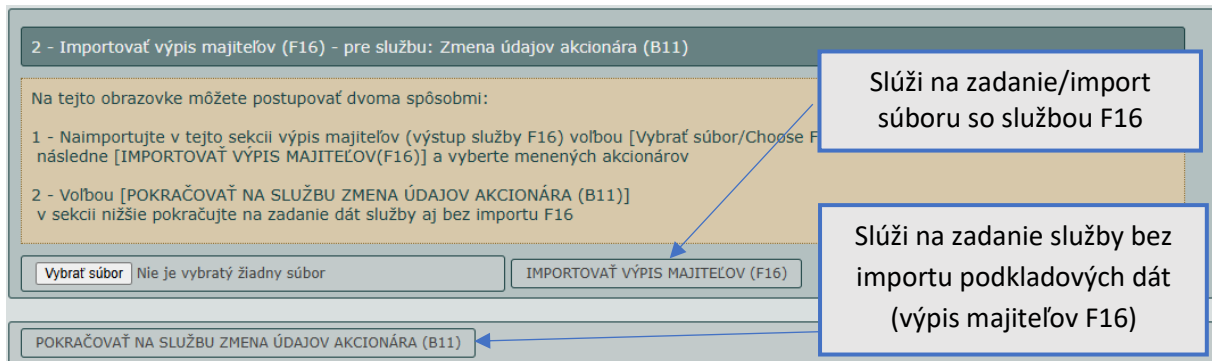 2 - Importovať výpis majiteľov (F16) - pre službu: Zmena údajov akcionára (B11)
Na tejto obrazovke môžete postupovať dvoma spôsobmi:
1 - Naimportujte v tejto sekcii výpis majiteľov (výstup služby F16) voľbou [Vybrať súbor/Choose F
následne [IMPORTOVAŤ VÝPIS MAJITEĽOV(F16)] a vyberte menených akcionárov
2 - Voľbou [POKRAČOVAŤ NA SLUŽBU ZMENA ÚDAJOV AKCIONÁRA (B11)]
v sekcii nižšie pokračujte na zadanie dát služby aj bez importu F16
Slúži na zadanie/import
súboru so službou F16
Vybrať súbor Nie je vybratý žiadny súbor
IMPORTOVAŤ VÝPIS MAJITEĽOV (F16)
Slúži na zadanie služby bez
importu podkladových dát
(výpis majiteľov F16)
POKRAČOVAŤ NA SLUŽBU ZMENA ÚDAJOV AKCIONÁRA (B11)